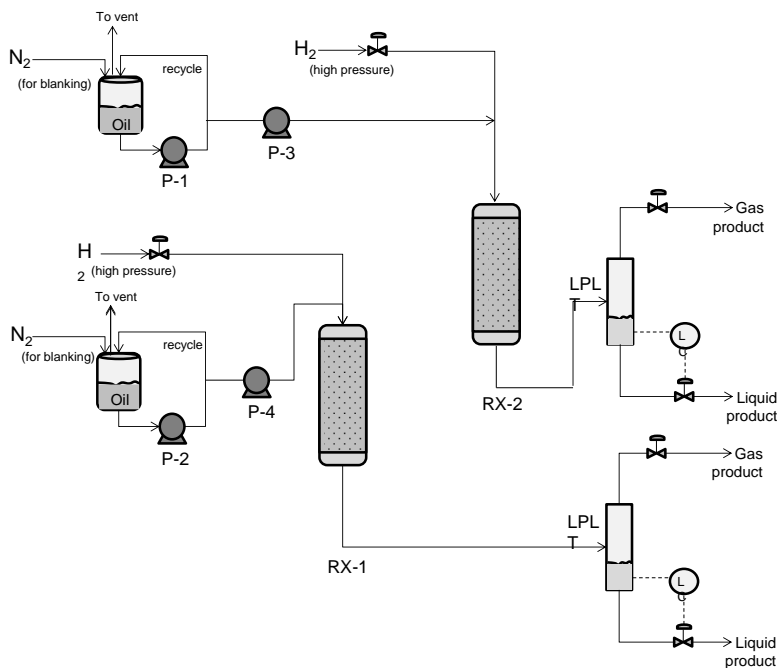 To vent
N2
(for blanking)
recycle
Oil
P-1
P-3
H2
(high pressure)
Gas
product
LPL
T
L
C
Liquid
product
RX-2
H
2 (high pressure)
To vent
N2
(for blanking)
recycle
Oil
P-2
P-4
RX-1
Gas
product
LPL
T
L
C
Liquid
product